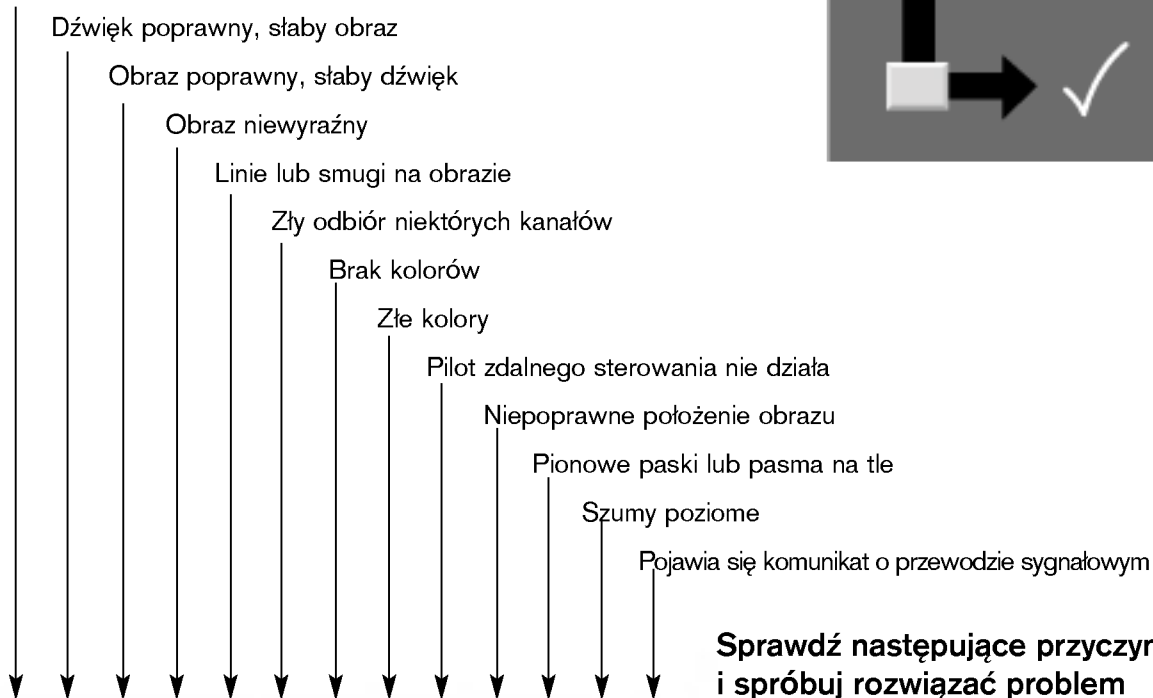 Dźwięk poprawny, słaby obraz
Obraz poprawny, słaby dźwięk
Obraz niewyraźny
Linie lub smugi na obrazie
Zły odbiór niektórych kanałów
Brak kolorów
Złe kolory
Pilot zdalnego sterowania nie działa
Niepoprawne położenie obrazu
Pionowe paski lub pasma na tle
Szumy poziome
Pojawia się komunikat o przewodzie sygnałowym
Sprawdź następujące
i spróbuj rozwiązać problem